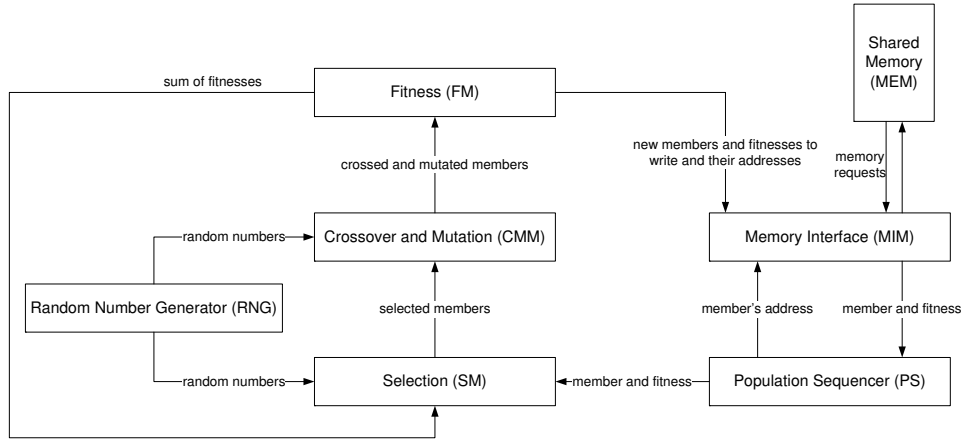 Shared
Memory
(MEM)
sum of fitnesses
Fitness (FM)
new members and fitnesses to
write and their addresses
memory
requests
crossed and mutated members
random numbers
Crossover and Mutation (CMM)
Memory Interface (MIM)
Random Number Generator (RNG)
selected members
member's address
member and fitness
random numbers
Selection (SM)
member and fitness
Population Sequencer (PS)